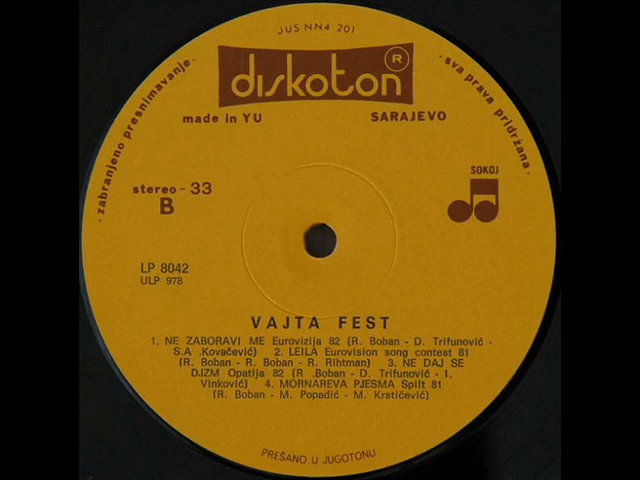 JUS NN4 201
diskoton ®
made in YU
SARAJEVO
· zabranjeno presnimavanje ·
· sva prava pridržana ·
SOKOJ
stereo - 33
B
LP 8042
ULP 978
VAJTA FEST
1. NE ZABORAVI ME Eurovizija 82 (R. Boban - D. Trifunović -
S.A .Kovačević) 2. LEILA Eurovision song contest 81
(R. Boban - R. Boban - R. Rihtman) 3. NE DAJ SE
DJZM Opatija 82 (R .Boban - D. Trifunović - I.
Vinković) 4. MORNAREVA PJESMA Split 81
(R. Boban - M. Popadić - M. Krstičević)
PREŠANO U JUGOTONU